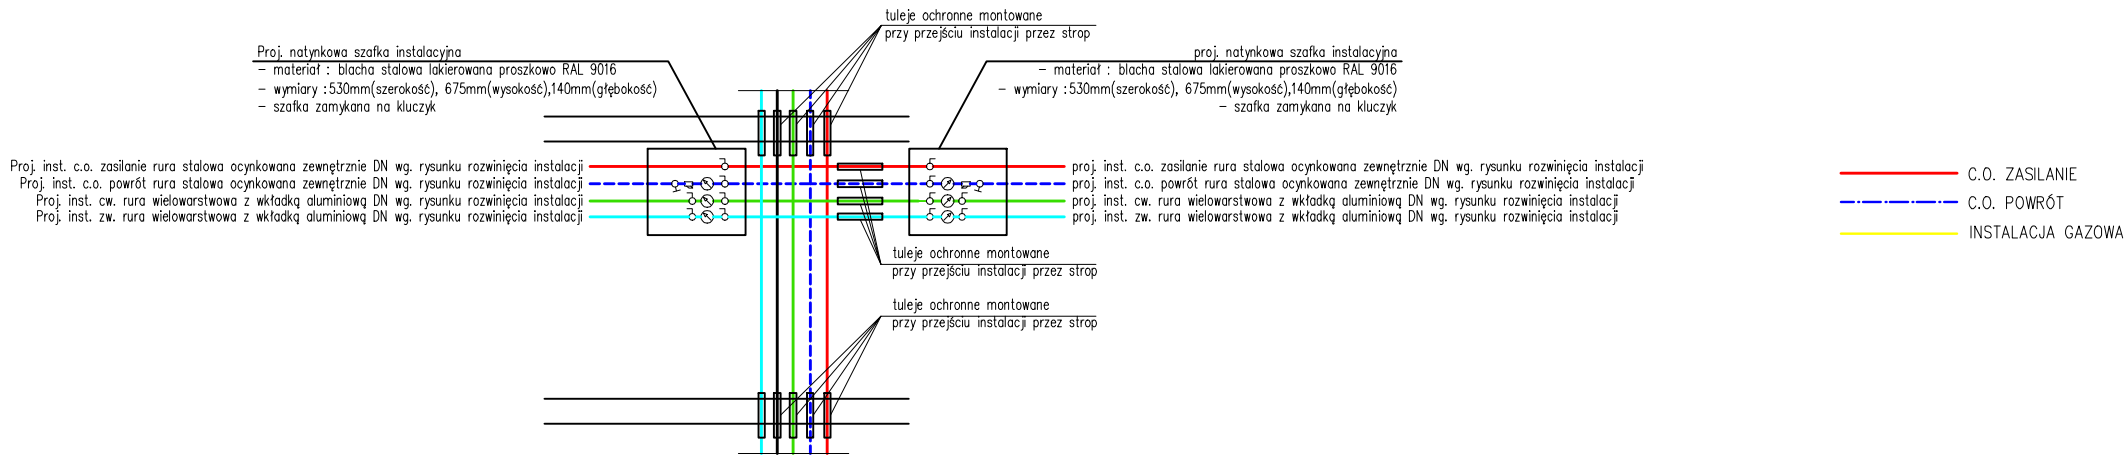 tuleje ochronne montowane
przy przejściu instalacji przez strop
Proj. natynkowa szafka instalacyjna
- materiał : blacha stalowa lakierowana proszkowo RAL 9016
- wymiary :530mm(szerokość), 675mm(wysokość),140mm(głębokość)
- szafka zamykana na kluczyk
proj. natynkowa szafka instalacyjna
- materiał : blacha stalowa lakierowana proszkowo RAL 9016
- wymiary :530mm(szerokość), 675mm(wysokość),140mm(głębokość)
- szafka zamykana na kluczyk
Proj. inst. c.o. zasilanie rura stalowa ocynkowana zewnętrznie DN wg. rysunku rozwinięcia instalacji
Proj. inst. c.o. powrót rura stalowa ocynkowana zewnętrznie DN wg. rysunku rozwinięcia instalacji
Proj. inst. cw. rura wielowarstwowa z wkładką aluminiową DN wg. rysunku rozwinięcia instalacji
Proj. inst. zw. rura wielowarstwowa z wkładką aluminiową DN wg. rysunku rozwinięcia instalacji
proj. inst. c.o. zasilanie rura stalowa ocynkowana zewnętrznie DN wg. rysunku rozwinięcia instalacji
proj. inst. c.o. powrót rura stalowa ocynkowana zewnętrznie DN wg. rysunku rozwinięcia instalacji
proj. inst. cw. rura wielowarstwowa z wkładką aluminiową DN wg. rysunku rozwinięcia instalacji
proj. inst. zw. rura wielowarstwowa z wkładką aluminiową DN wg. rysunku rozwinięcia instalacji
C.O. ZASILANIE
C.O. POWRÓT
INSTALACJA GAZOWA
tuleje ochronne montowane
przy przejściu instalacji przez strop
tuleje ochronne montowane
przy przejściu instalacji przez strop